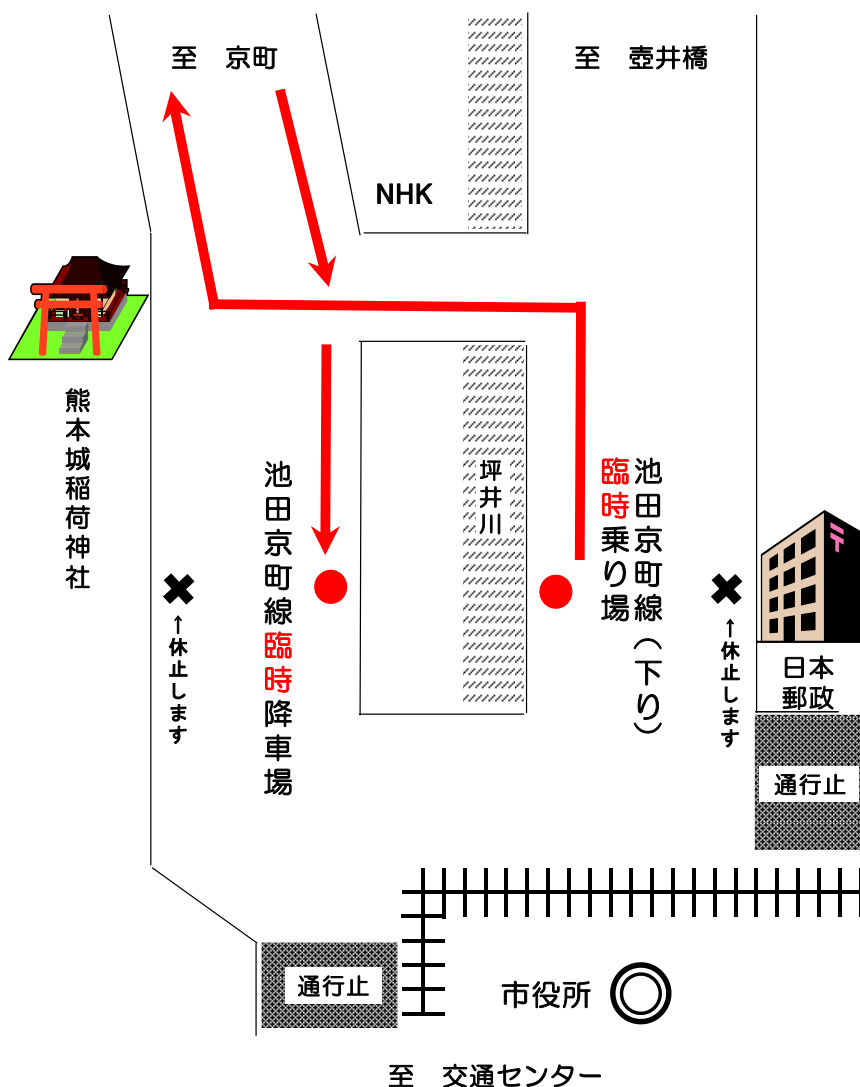 至 京町
至 壺井橋
NHK
熊本城稲荷神社
池田京町線臨時降車場
坪井川
池田京町線（下り）
臨時乗り場
↑休止します
↑休止します
日本
郵政
通行止
通行止
市役所
至 交通センター